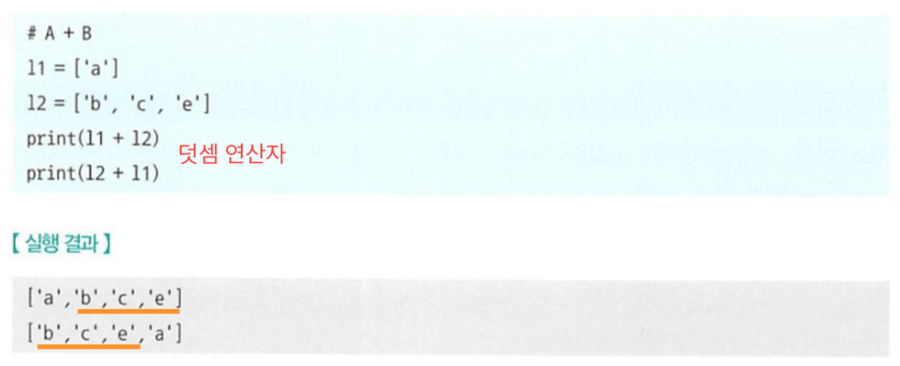 # A + B
l1 = ['a']
l2 = ['b', 'c', 'e']
print(l1 + l2)
덧셈 연산자
print(l2 + l1)
【 실행 결과 】
['a','b','c','e']
['b','c','e','a']